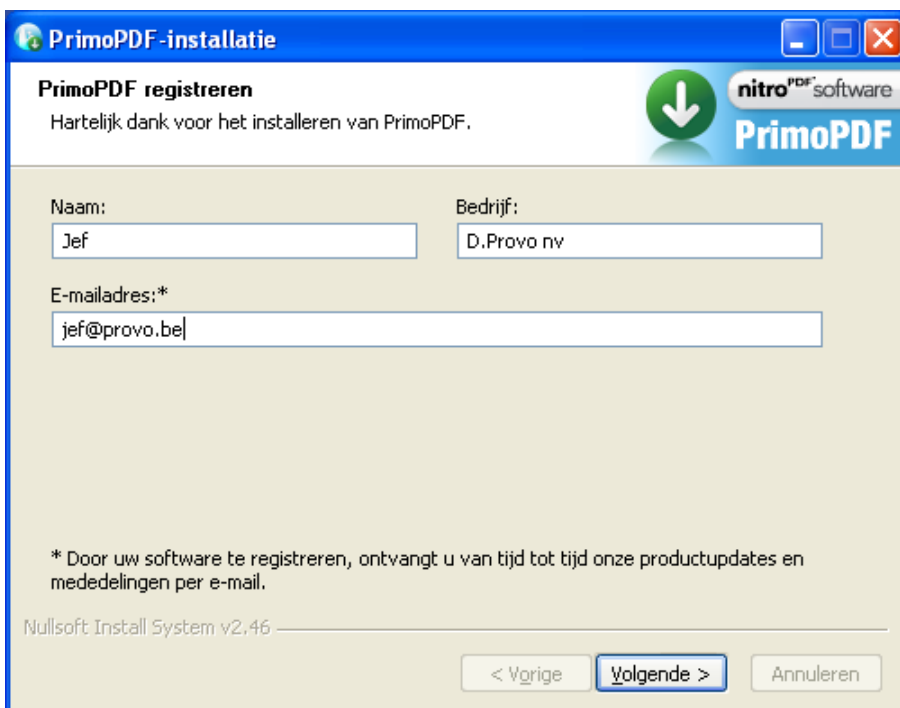 PrimoPDF-installatie
PrimoPDF registreren
Hartelijk dank voor het installeren van PrimoPDF.
nitroPDF* software
PrimoPDF
Naam:
Bedrijf:
Jef
D.Provo nv
E-mailadres:*
jef@provo.be
* Door uw software te registreren, ontvangt u van tijd tot tijd onze productupdates en
mededelingen per e-mail.
Nullsoft Install System v2.46
< Vorige
Volgende >
Annuleren